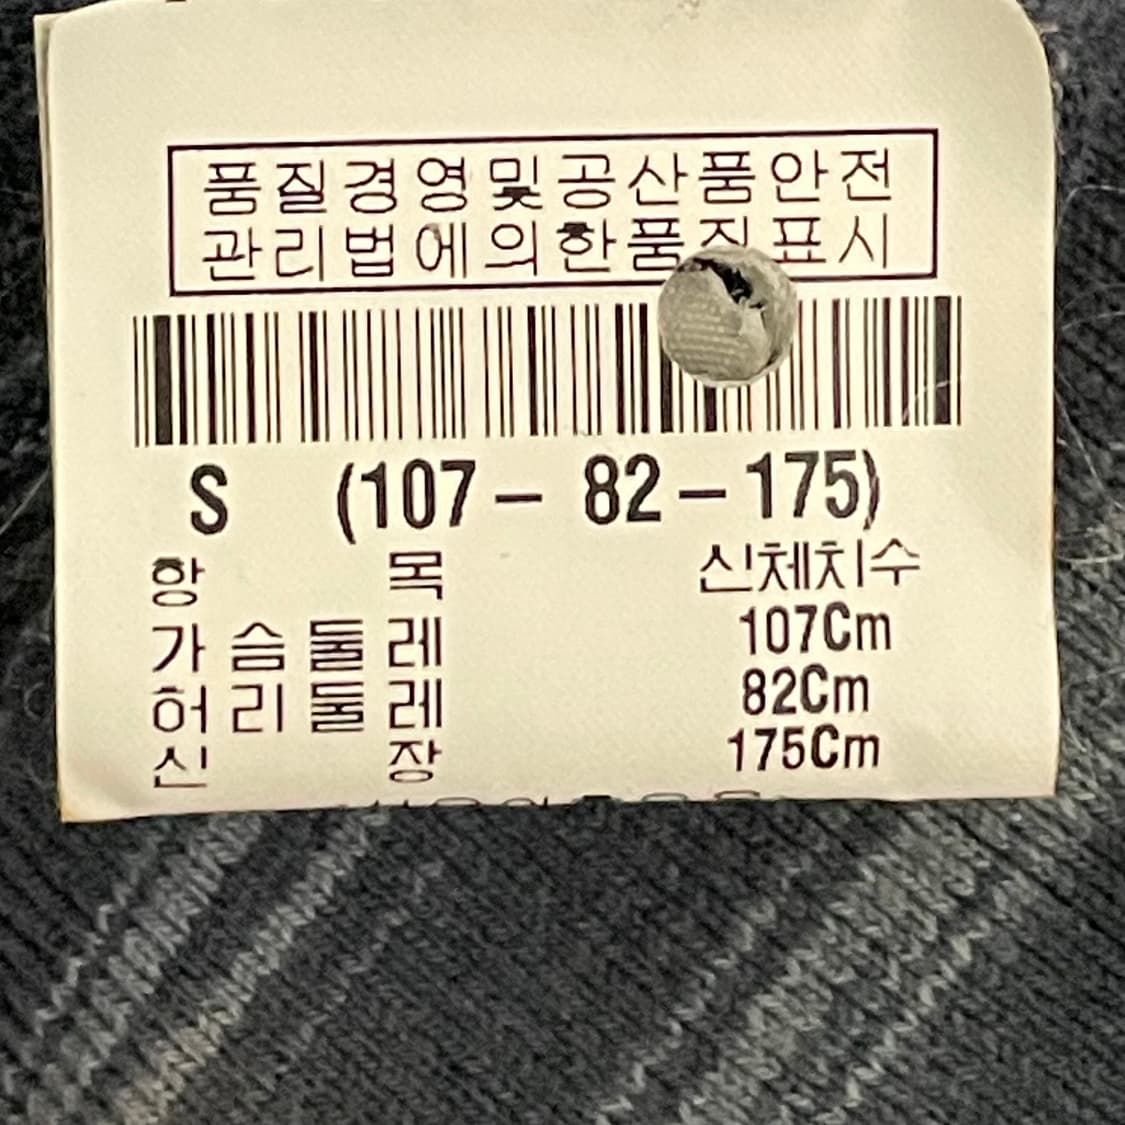 품질경영및공산품안전
관리법에의한품질표시
S (107 - 82 - 175)
항 목 신체치수
가슴둘레 107Cm
허리둘레 82Cm
신 장 175Cm